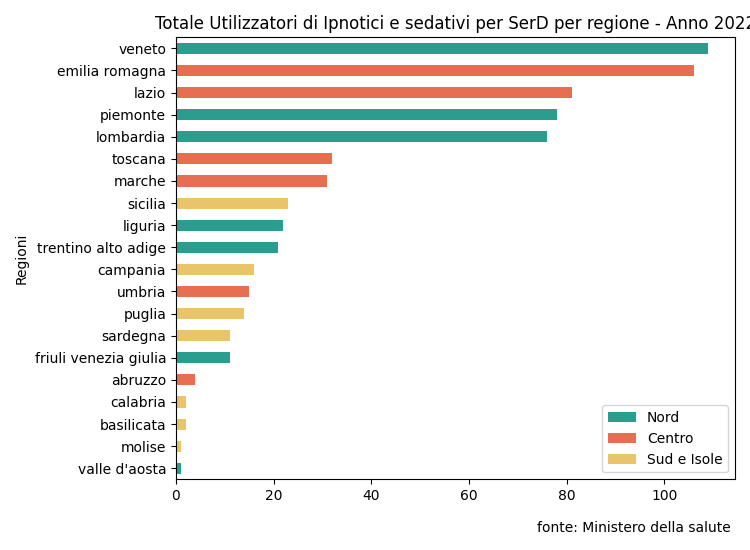 Totale Utilizzatori di Ipnotici e sedativi per SerD per regione - Anno 2022
Regioni
veneto
emilia romagna
lazio
piemonte
lombardia
toscana
marche
sicilia
liguria
trentino alto adige
campania
umbria
puglia
sardegna
friuli venezia giulia
abruzzo
calabria
basilicata
molise
valle d'aosta
Nord
Centro
Sud e Isole
0 20 40 60 80 100
fonte: Ministero della salute